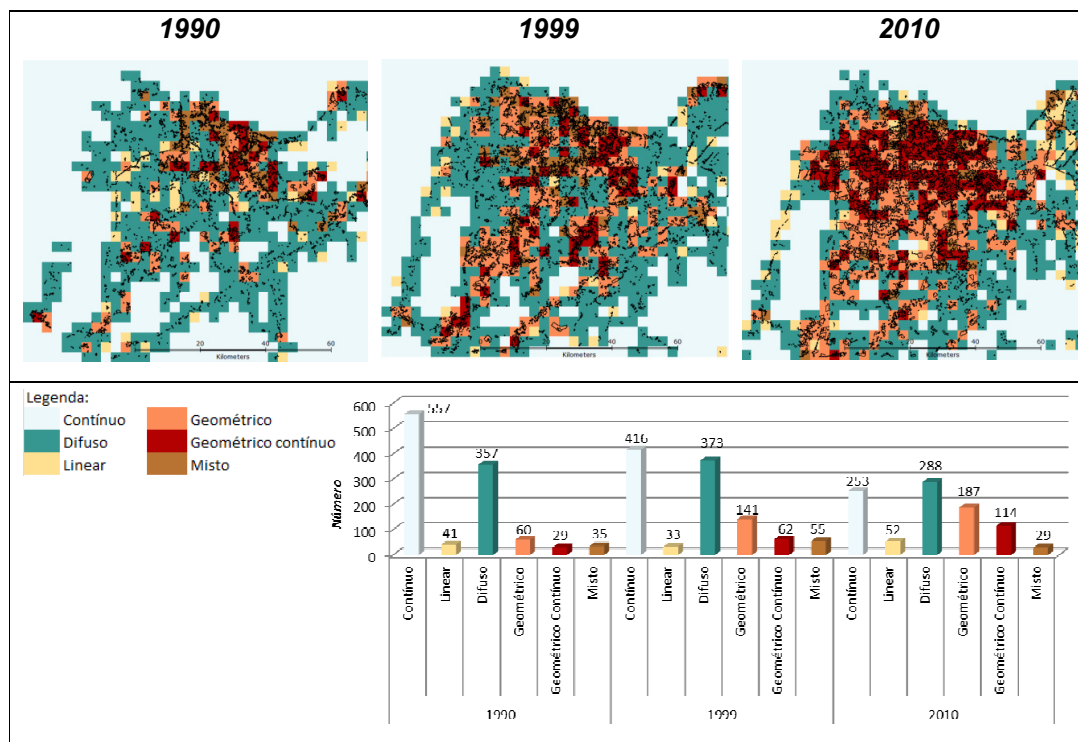 1990
1999
2010
20 40 60
Kilometers
20 40 60
Kilometers
20 40 60
Kilometers
Legenda:
Contínuo Geométrico
Difuso Geométrico contínuo
Linear Misto
Número
600
500
400
300
200
100
0
557 41 357 60 29 35 416 33 373 141 62 55 253 52 288 187 114 29
Contínuo Linear Difuso Geométrico Geométrico Contínuo Misto Contínuo Linear Difuso Geométrico Geométrico Contínuo Misto Contínuo Linear Difuso Geométrico Geométrico Contínuo Misto
1990 1999 2010